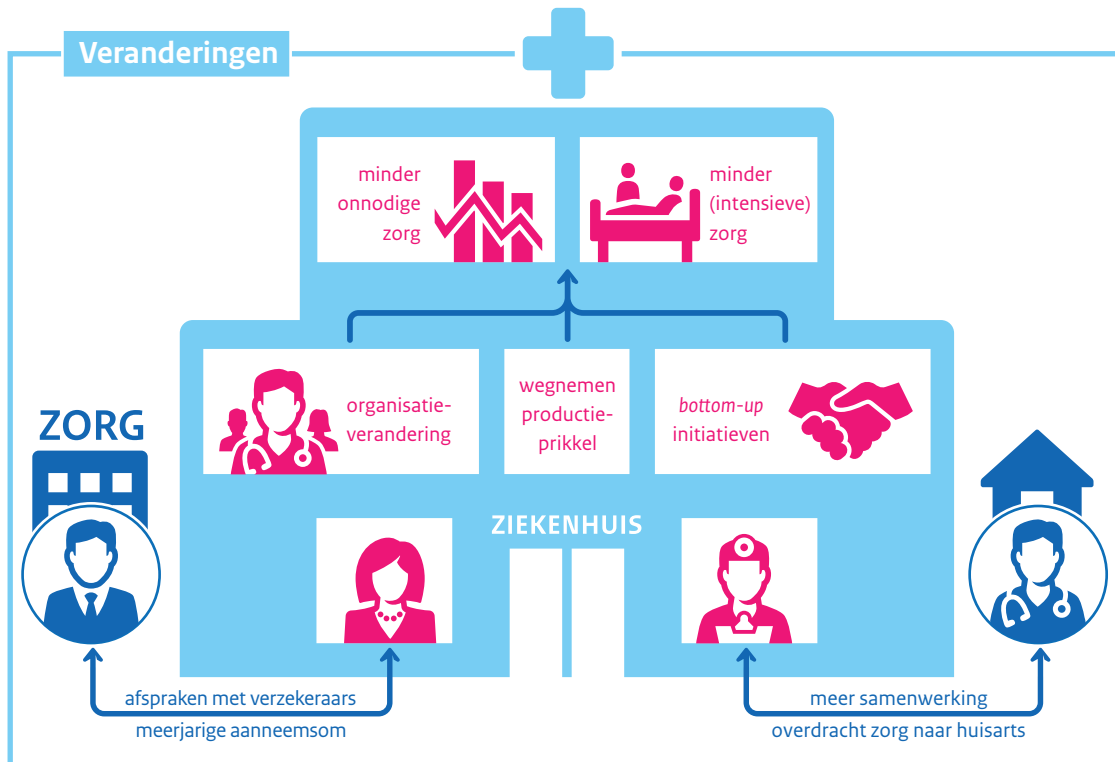 Veranderingen
minder
onnodige
zorg
minder
(intensieve)
zorg
organisatie-
verandering
wegnemen
productie-
prikkel
bottom-up
initiatieven
ZORG
ZIEKENHUIS
afspraken met verzekeraars
meerjarige aanneemsom
meer samenwerking
overdracht zorg naar huisarts